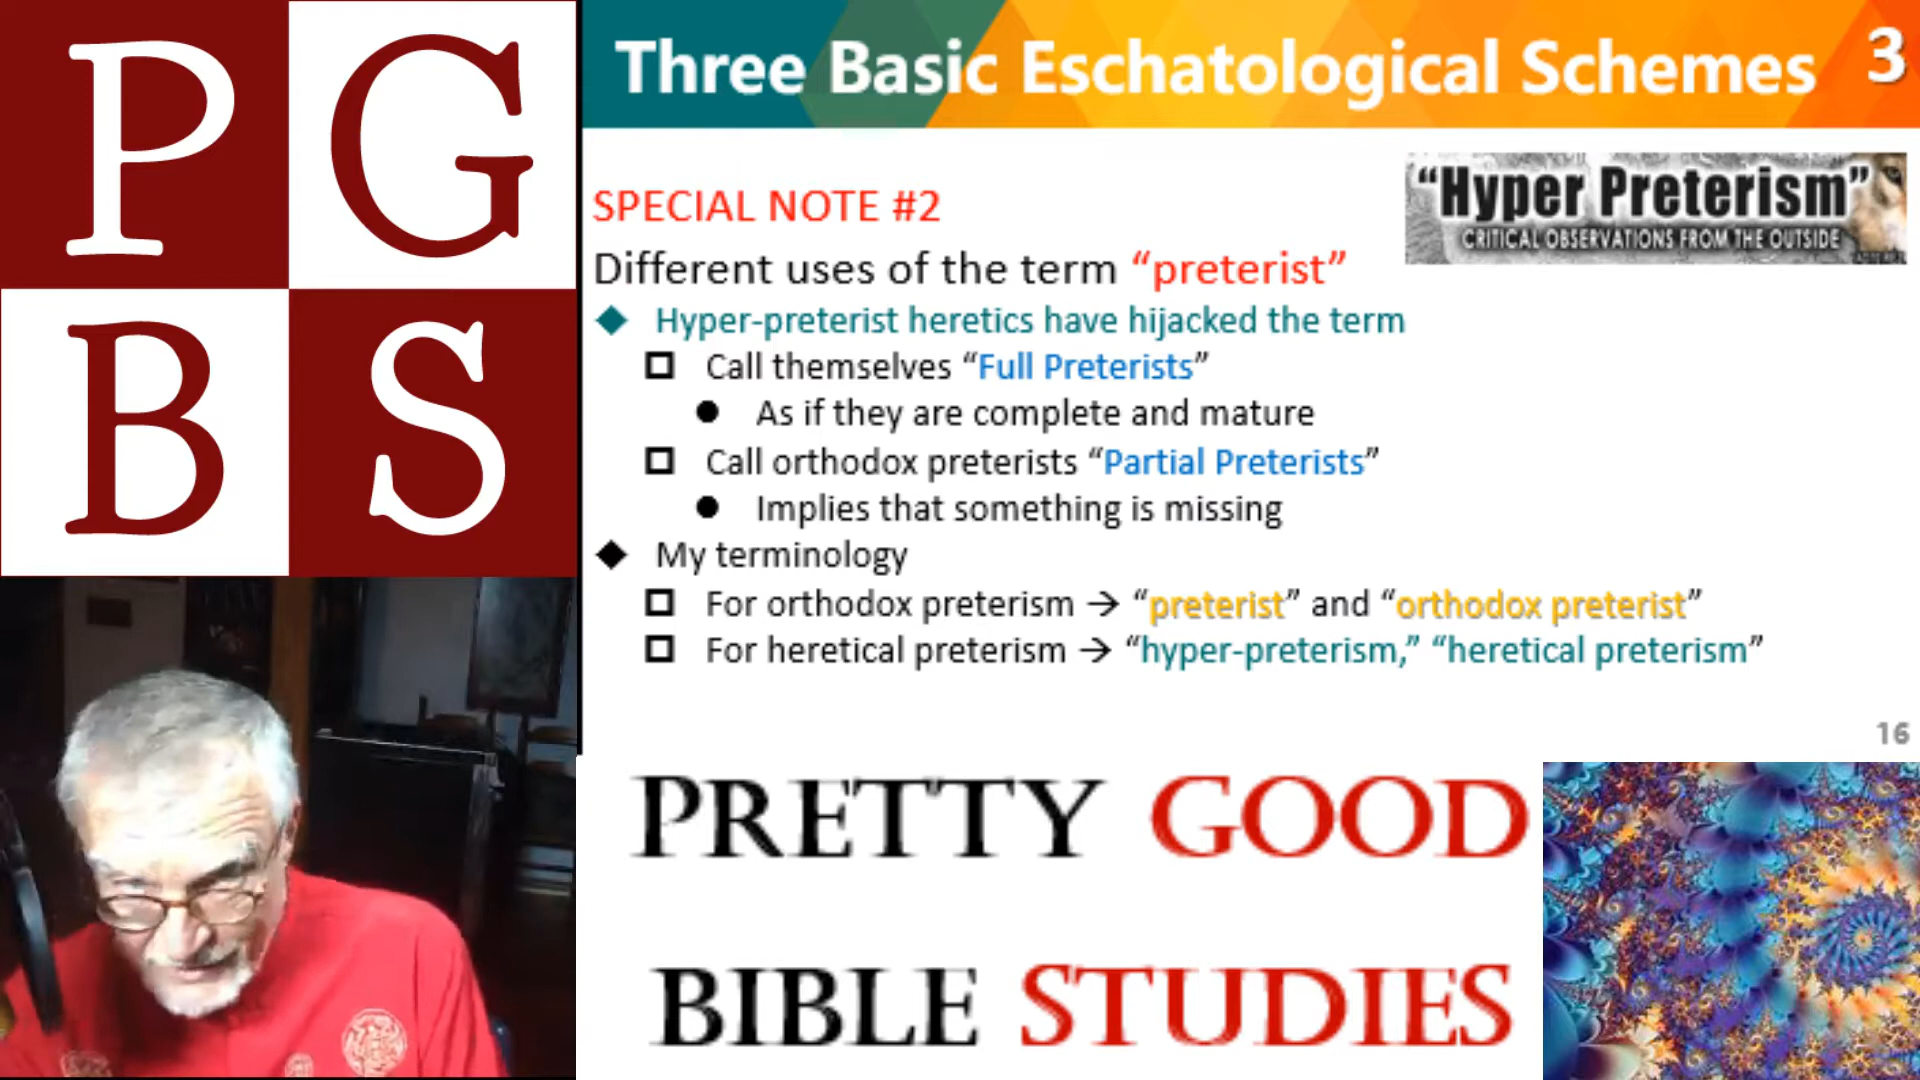 P G
B S
Three Basic Eschatological Schemes 3
"Hyper Preterism"
CRITICAL OBSERVATIONS FROM THE OUTSIDE
SPECIAL NOTE #2
Different uses of the term “preterist”
Hyper-preterist heretics have hijacked the term
Call themselves “Full Preterists”
As if they are complete and mature
Call orthodox preterists “Partial Preterists”
Implies that something is missing
My terminology
For orthodox preterism → “preterist” and “orthodox preterist”
For heretical preterism → “hyper-preterism,” “heretical preterism”
16
PRETTY GOOD
BIBLE STUDIES